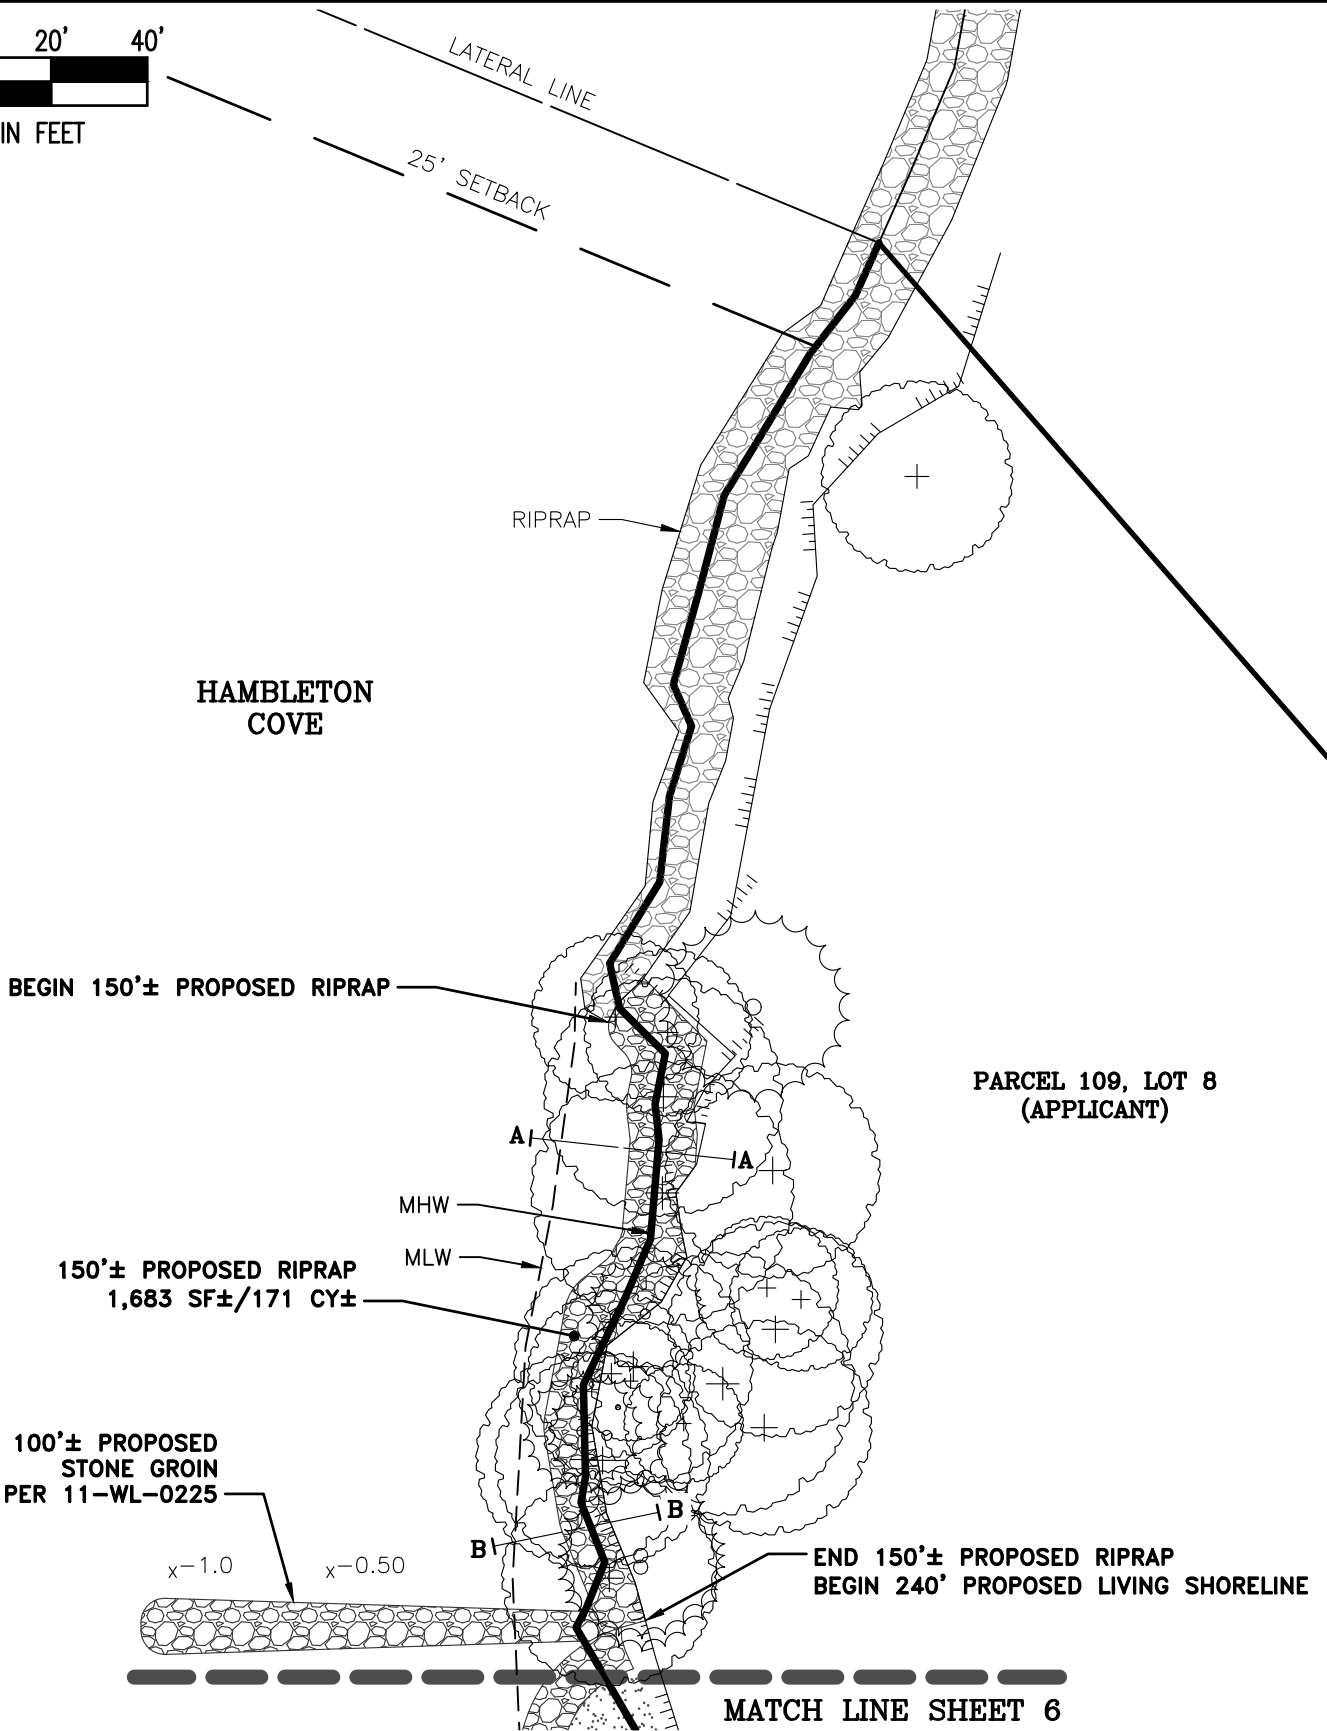 20' 40'
IN FEET
LATERAL LINE
25' SETBACK
RIPRAP
HAMBLETON
COVE
BEGIN 150'± PROPOSED RIPRAP
PARCEL 109, LOT 8
(APPLICANT)
A
A
MHW
MLW
150'± PROPOSED RIPRAP
1,683 SF±/171 CY±
100'± PROPOSED
STONE GROIN
PER 11-WL-0225
B
B
x-1.0
x-0.50
END 150'± PROPOSED RIPRAP
BEGIN 240' PROPOSED LIVING SHORELINE
MATCH LINE SHEET 6